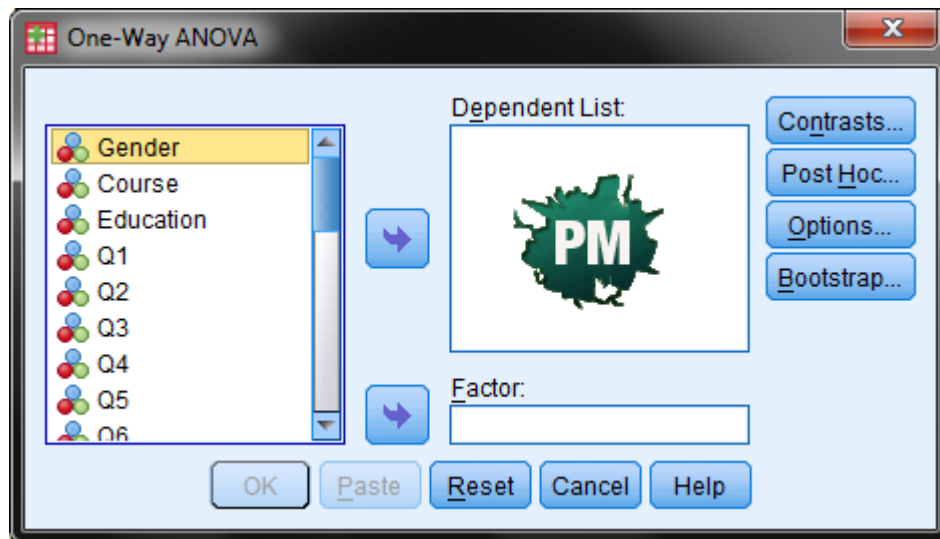 One-Way ANOVA
Gender
Course
Education
Q1
Q2
Q3
Q4
Q5
Q6
Dependent List:
PM
Factor:
Contrasts...
Post Hoc...
Options...
Bootstrap...
OK
Paste
Reset
Cancel
Help